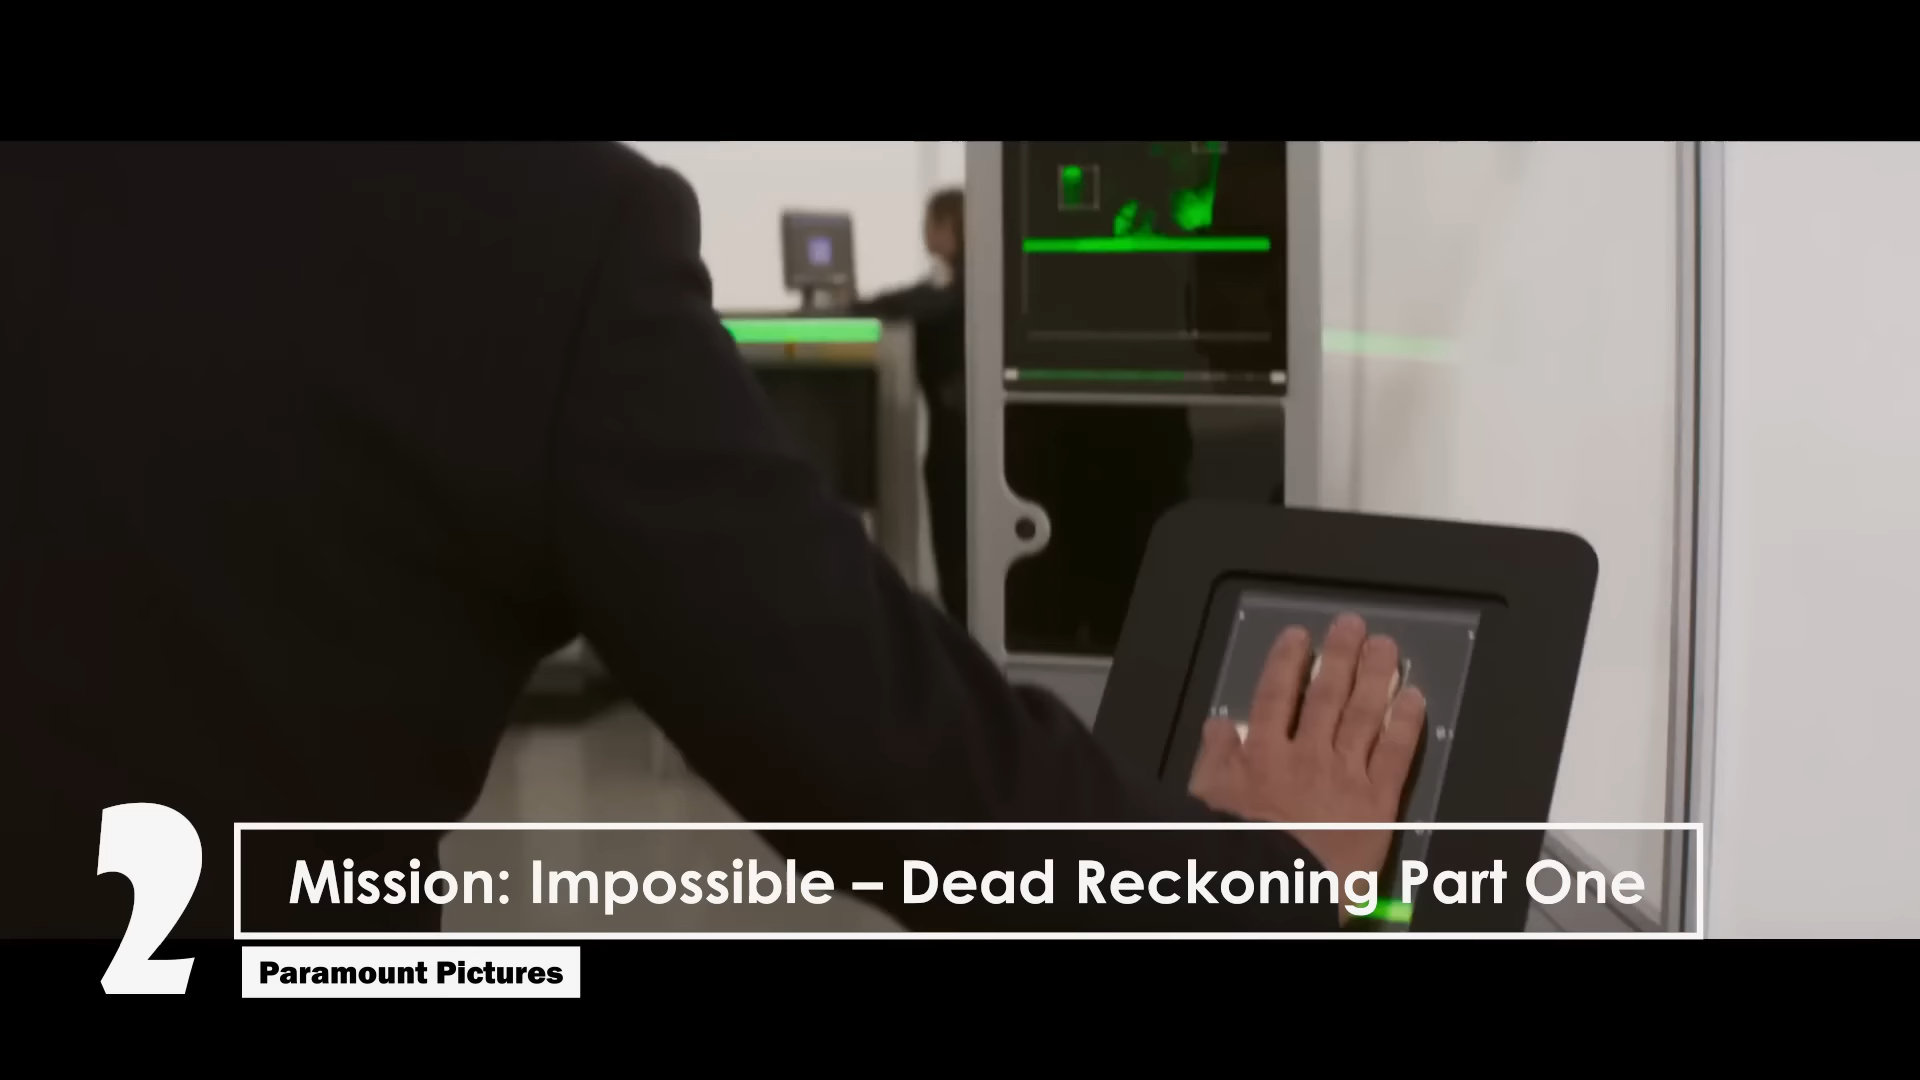 2
Mission: Impossible – Dead Reckoning Part One
Paramount Pictures